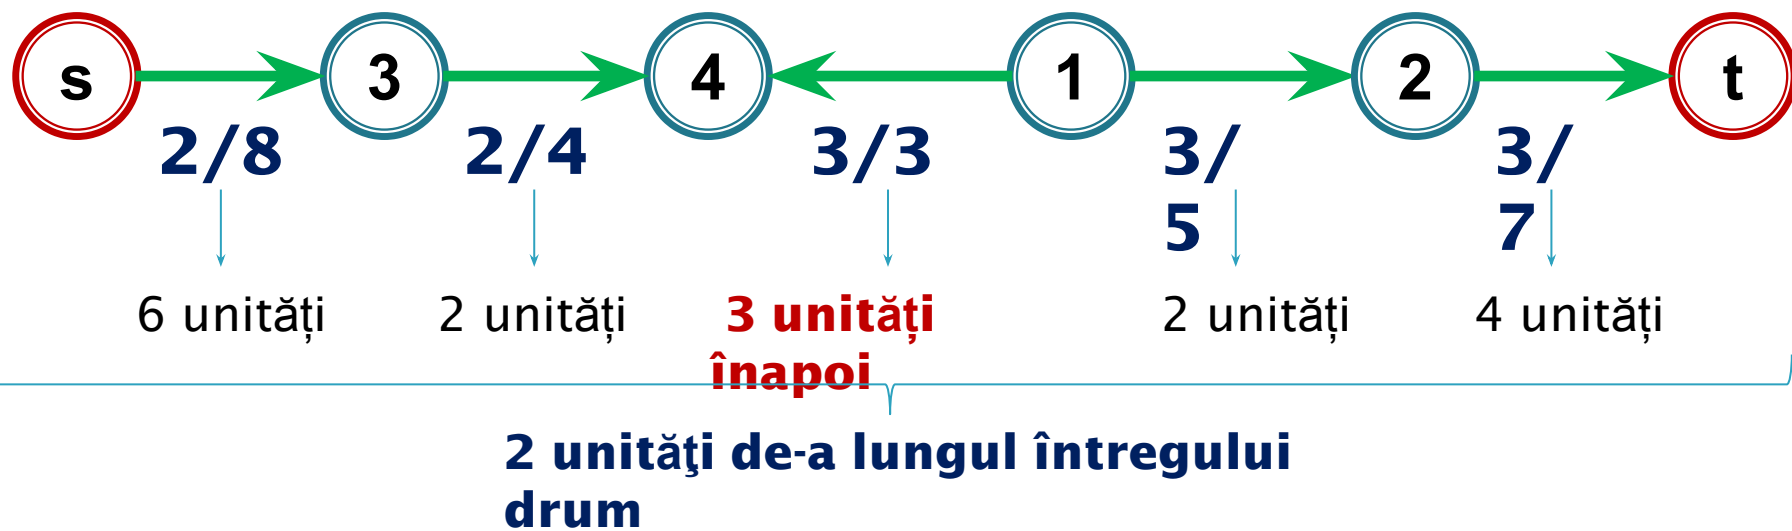 s 3 4 1 2 t
2/8 2/4 3/3 3/ 3/
5 7
6 unități 2 unități 3 unități 2 unități 4 unități
înapoi
2 unităţi de-a lungul întregului
drum